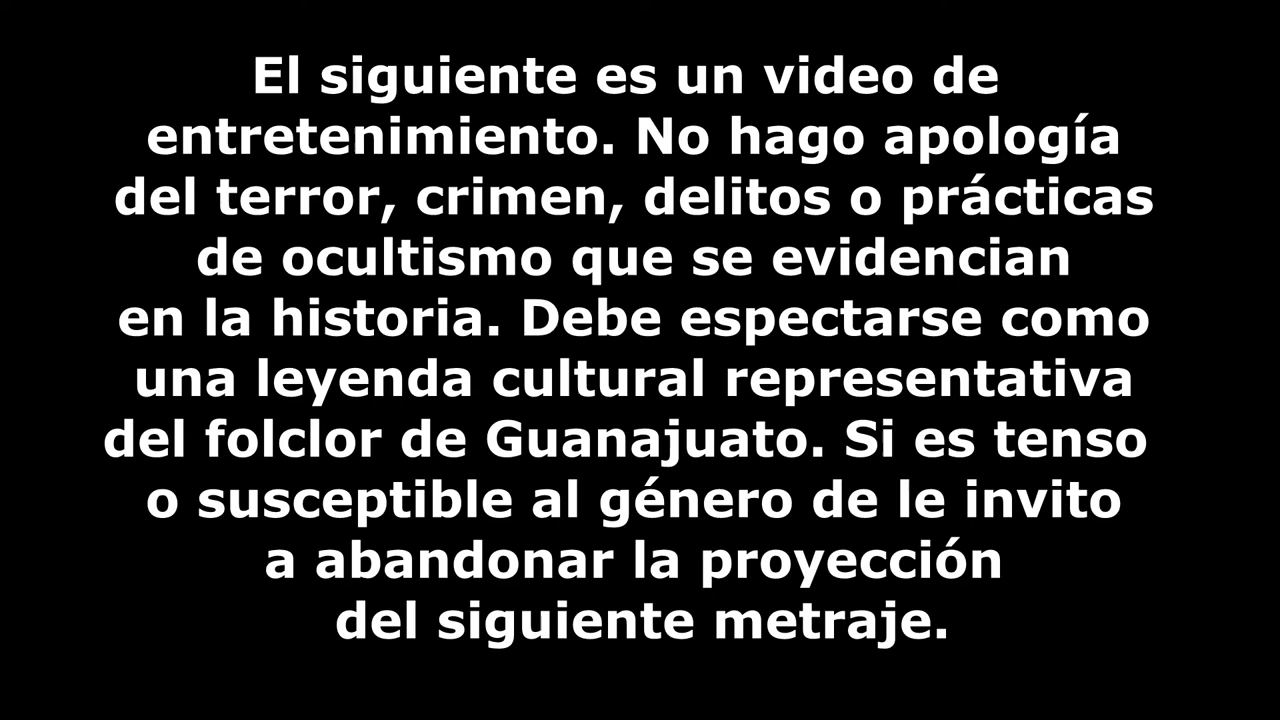 El siguiente es un video de
entretenimiento. No hago apología
del terror, crimen, delitos o prácticas
de ocultismo que se evidencian
en la historia. Debe espectarse como
una leyenda cultural representativa
del folclor de Guanajuato. Si es tenso
o susceptible al género de le invito
a abandonar la proyección
del siguiente metraje.